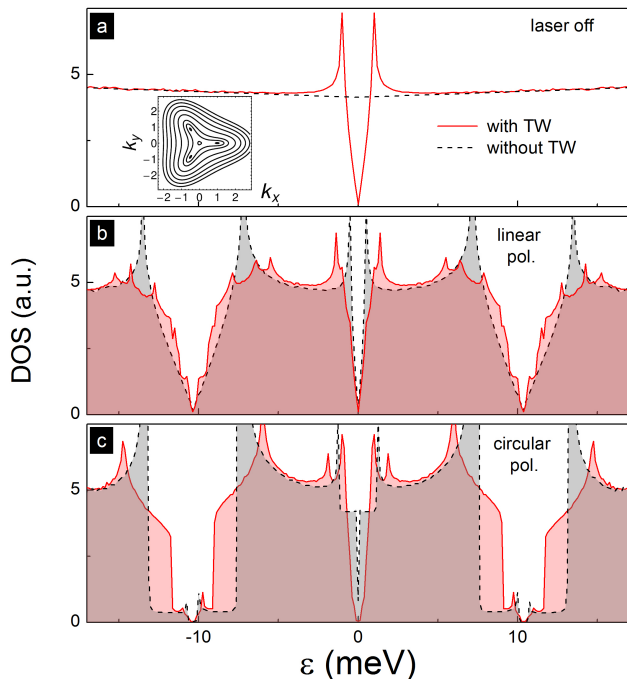 a
laser off
5
0
2
1
0
-1
-2
k_y
-2 -1 0 1 2
k_x
with TW
without TW
b
linear
pol.
5
0
DOS (a.u.)
c
circular
pol.
5
0
-10 0 10
ε (meV)